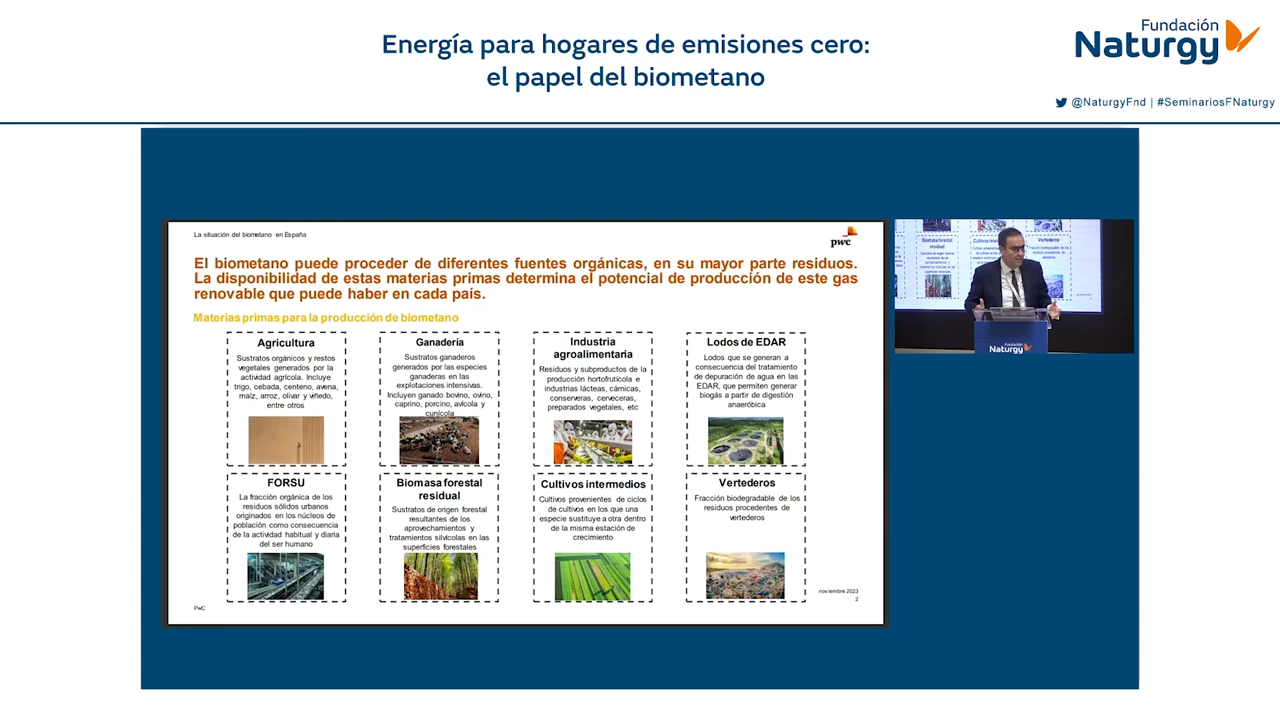 Energía para hogares de emisiones cero:
el papel del biometano
Fundación
Naturgy
@NaturgyFnd | #SeminariosFNaturgy
La situación del biometano en España
pwc
El biometano puede proceder de diferentes fuentes orgánicas, en su mayor parte residuos.
La disponibilidad de estas materias primas determina el potencial de producción de este gas
renovable que puede haber en cada país.
Materias primas para la producción de biometano
Agricultura
Sustratos orgánicos y restos
vegetales generados por la
actividad agrícola. Incluye
trigo, cebada, centeno, avena,
maíz, arroz, olivar y viñedo,
entre otros
Ganadería
Sustratos ganaderos
generados por las especies
ganaderas en las
explotaciones intensivas.
Incluyen ganado bovino, ovino,
caprino, porcino, avícola y
cunícola
Industria
agroalimentaria
Residuos y subproductos de la
producción hortofrutícola e
industrias lácteas, cárnicas,
conserveras, cerveceras,
preparados vegetales, etc
Lodos de EDAR
Lodos que se generan a
consecuencia del tratamiento
de depuración de agua en las
EDAR, que permiten generar
biogás a partir de digestión
anaeróbica
FORSU
La fracción orgánica de los
residuos sólidos urbanos
originados en los núcleos de
población como consecuencia
de la actividad habitual y diaria
del ser humano
Biomasa forestal
residual
Sustratos de origen forestal
resultantes de los
aprovechamientos y
tratamientos silvícolas en las
superficies forestales
Cultivos intermedios
Cultivos provenientes de ciclos
de cultivos en los que una
especie sustituye a otra dentro
de la misma estación de
crecimiento
Vertederos
Fracción biodegradable de los
residuos procedentes de
vertederos
noviembre 2023
2
PwC
Biomasa forestal
residual
Cultivos
Vertederos
Fundación
Naturgy